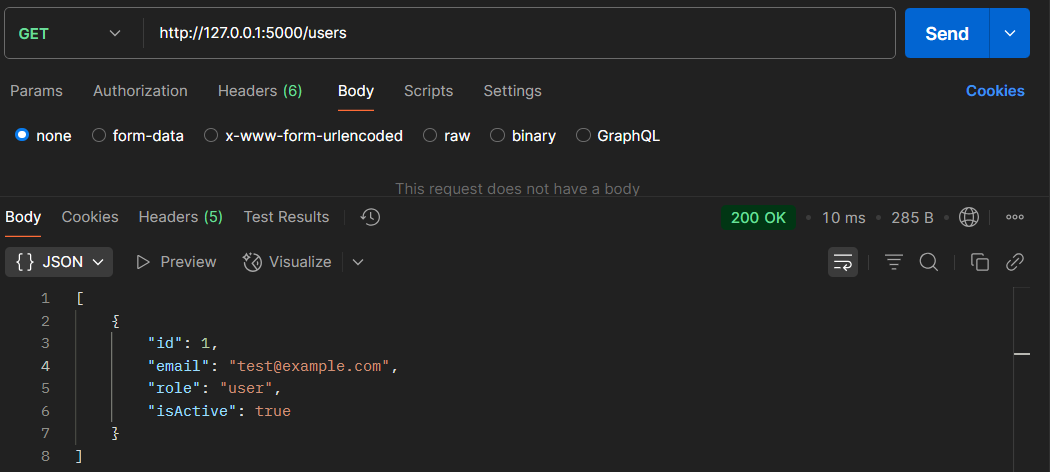 GET http://127.0.0.1:5000/users Send
Params Authorization Headers (6) Body Scripts Settings Cookies
none form-data x-www-form-urlencoded raw binary GraphQL
This request does not have a body
Body Cookies Headers (5) Test Results 200 OK • 10 ms • 285 B •
{} JSON Preview Visualize
1 [
2 {
3 "id": 1,
4 "email": "test@example.com",
5 "role": "user",
6 "isActive": true
7 }
8 ]